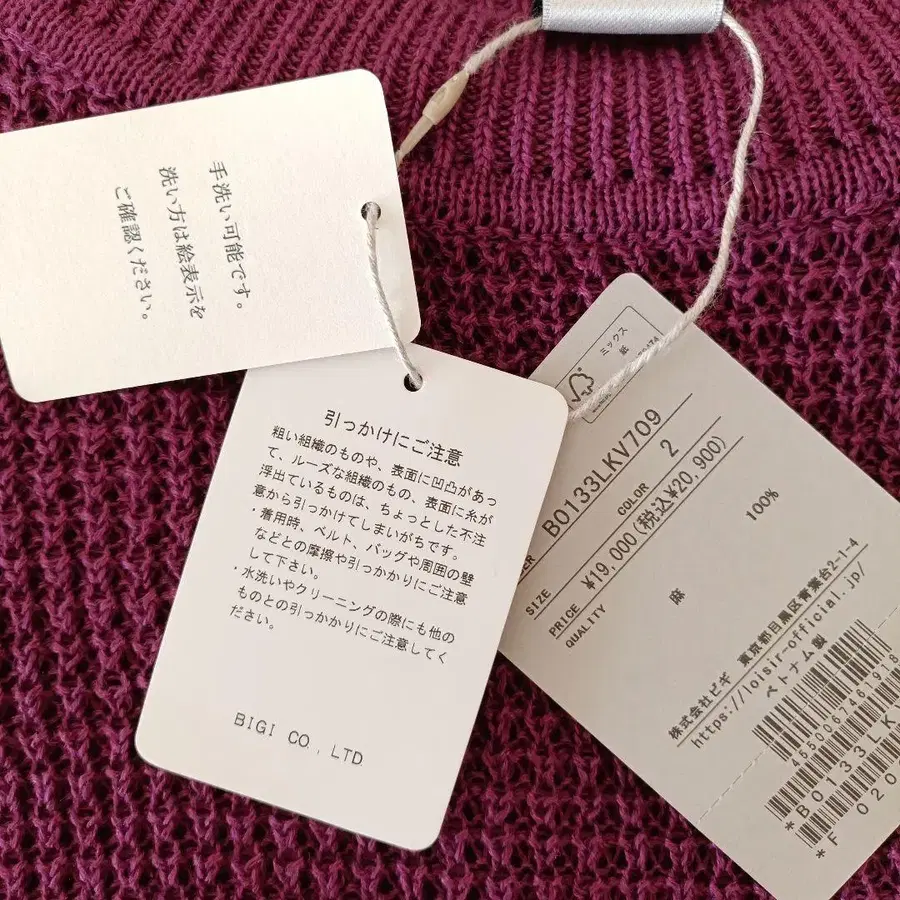 手洗い可能です。
洗い方は絵表示を
ご確認ください。
引っかけにご注意
粗い組織のものや、表面に凹凸があっ
て、ルーズな組織のもの、表面に糸が
浮出ているものは、ちょっとした不注
意から引っかけてしまいがちです。
・着用時、ベルト、バッグや周囲の壁
などとの摩擦や引っかかりにご注意
して下さい。
・水洗いやクリーニングの際にも他の
ものとの引っかかりにご注意してく
ださい。
BIGI CO., LTD
ミックス
紙
B0133LKV709
SIZE COLOR 2
PRICE ¥19,000(税込¥20,900)
QUALITY
麻 100%
株式会社ビギ 東京都目黒区青葉台2-1-4
https://loisir-official.jp/
ベトナム製
4550067461918
*B0133LK
*F 020